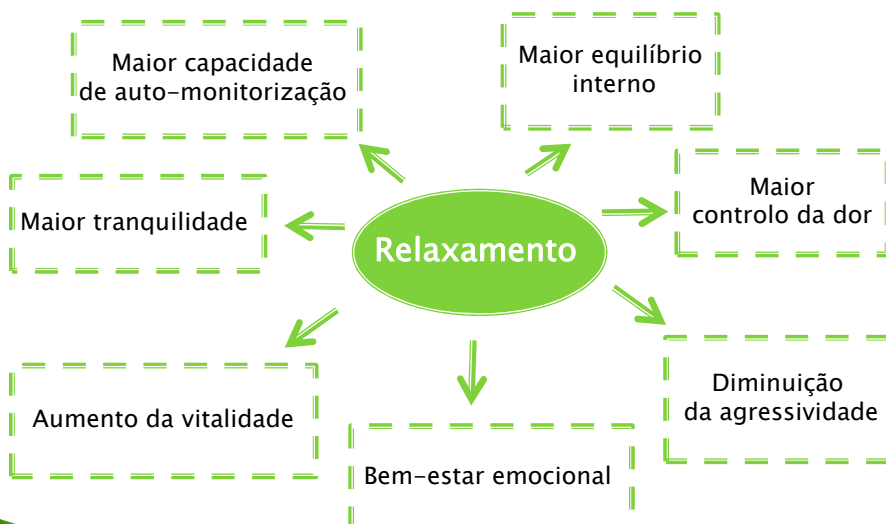 Maior capacidade
de auto-monitorização
Maior equilíbrio
interno
Maior tranquilidade
Relaxamento
Maior
controlo da dor
Aumento da vitalidade
Bem-estar emocional
Diminuição
da agressividade